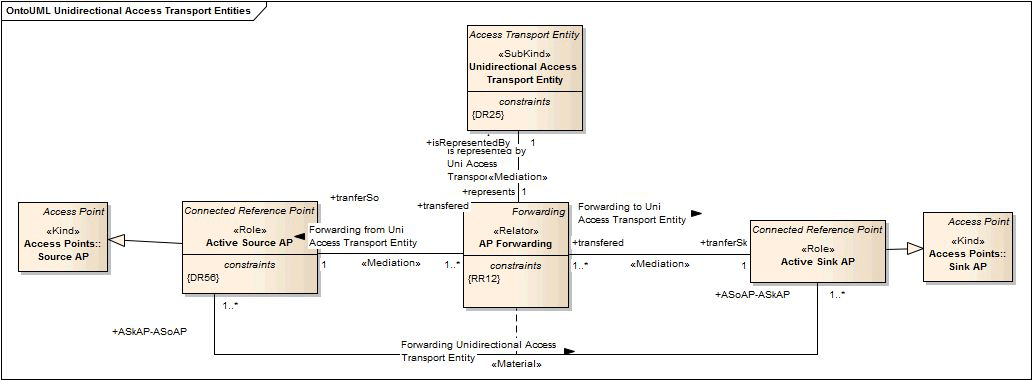 OntoUML Unidirectional Access Transport Entities
Access Transport Entity
«SubKind»
Unidirectional Access
Transport Entity
constraints
{DR25}
+isRepresentedBy 1
is represented by
Uni Access
Transpor «Mediation»
+represents 1
+tranferSo
+transfered
Access Point
«Kind»
Access Points::
Source AP
Connected Reference Point
«Role»
Active Source AP
constraints
{DR56}
Forwarding from Uni
Access Transport Entity
1 «Mediation» 1..*
Forwarding
«Relator»
AP Forwarding
constraints
{RR12}
Forwarding to Uni
Access Transport Entity
+transfered +tranferSk
1..* «Mediation» 1
Connected Reference Point
«Role»
Active Sink AP
Access Point
«Kind»
Access Points::
Sink AP
1..*
+ASkAP-ASoAP
+ASoAP-ASkAP 1..*
Forwarding Unidirectional Access
Transport Entity
«Material»